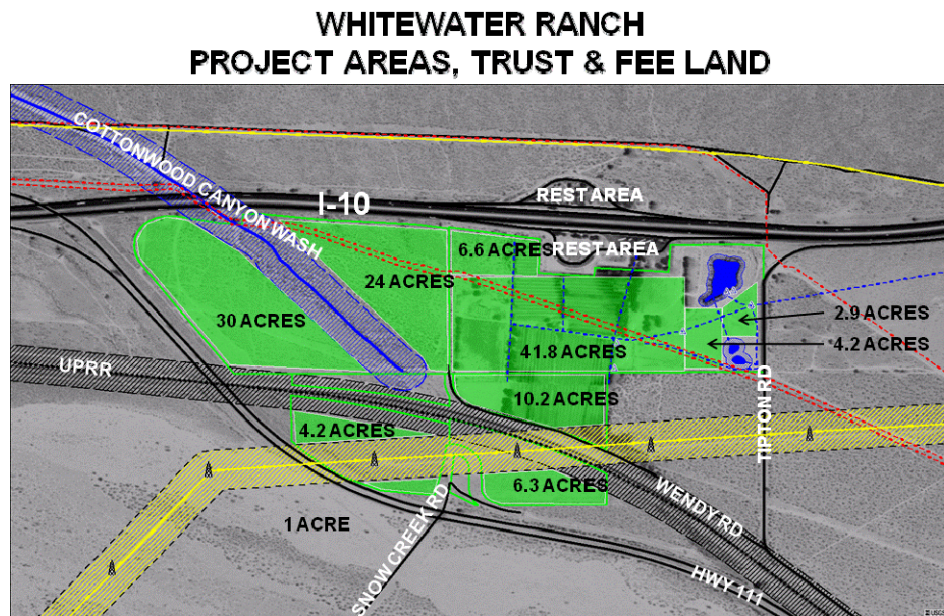 WHITEWATER RANCH
PROJECT AREAS, TRUST & FEE LAND
COTTONWOOD CANYON WASH
I-10
REST AREA
6.6 ACRES
REST AREA
24 ACRES
2.9 ACRES
30 ACRES
4.2 ACRES
41.8 ACRES
UPRR
10.2 ACRES
TIPTON RD
4.2 ACRES
6.3 ACRES
WENDY RD
1 ACRE
SNOW CREEK RD
HWY 111